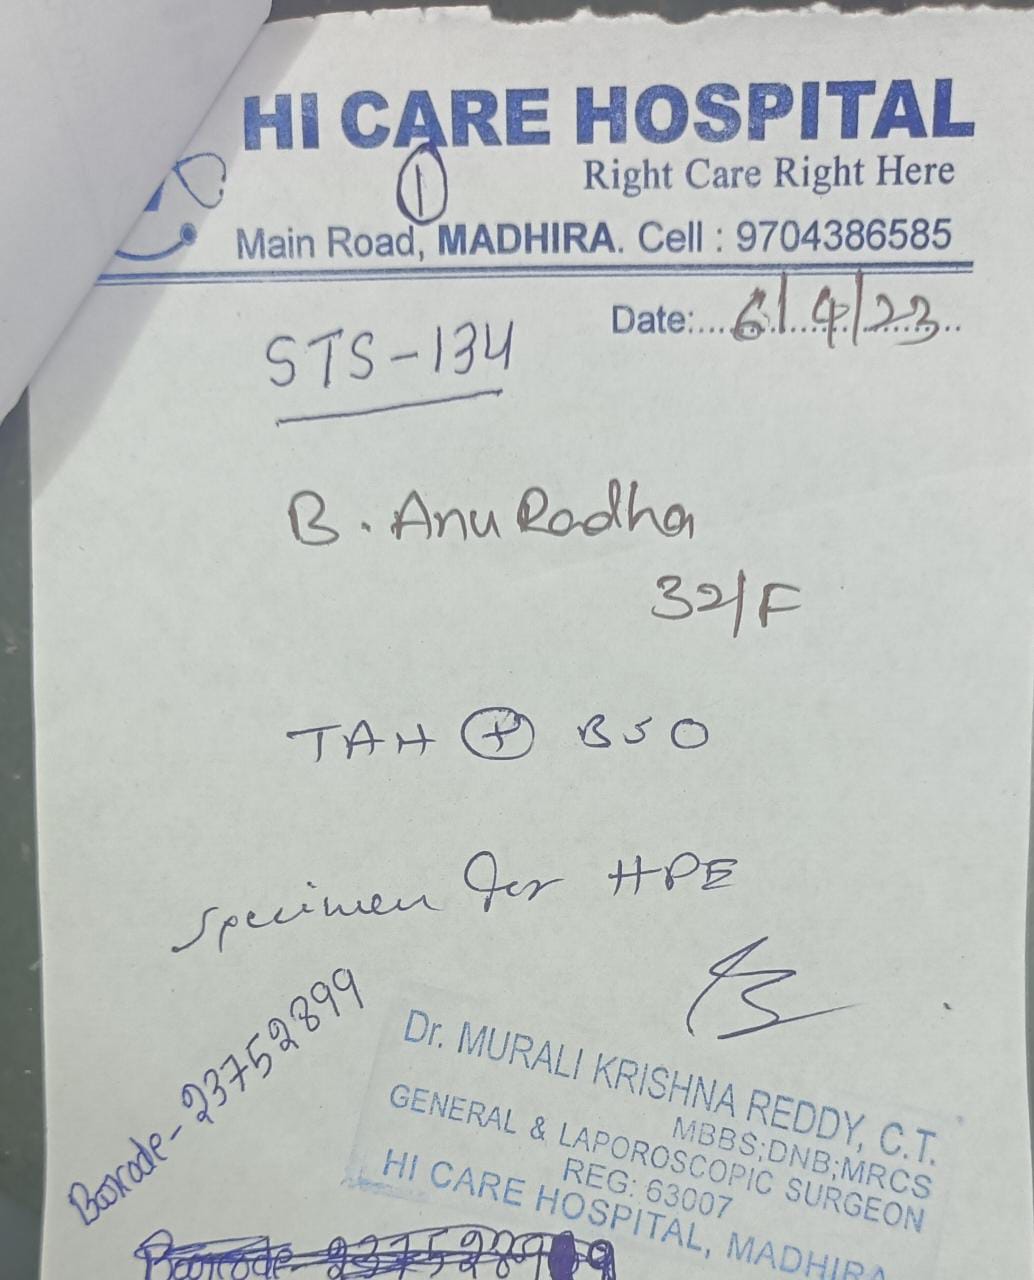 HI CARE HOSPITAL
Right Care Right Here
1
Main Road, MADHIRA. Cell : 9704386585
Date:....6/4/23..
STS-134
B. Anu Radha
32/F
TAH + BSO
Specimen for HPE
Barcode- 23752899
Dr. MURALI KRISHNA REDDY, C.T.
MBBS;DNB;MRCS
GENERAL & LAPOROSCOPIC SURGEON
REG: 63007
HI CARE HOSPITAL, MADHIRA